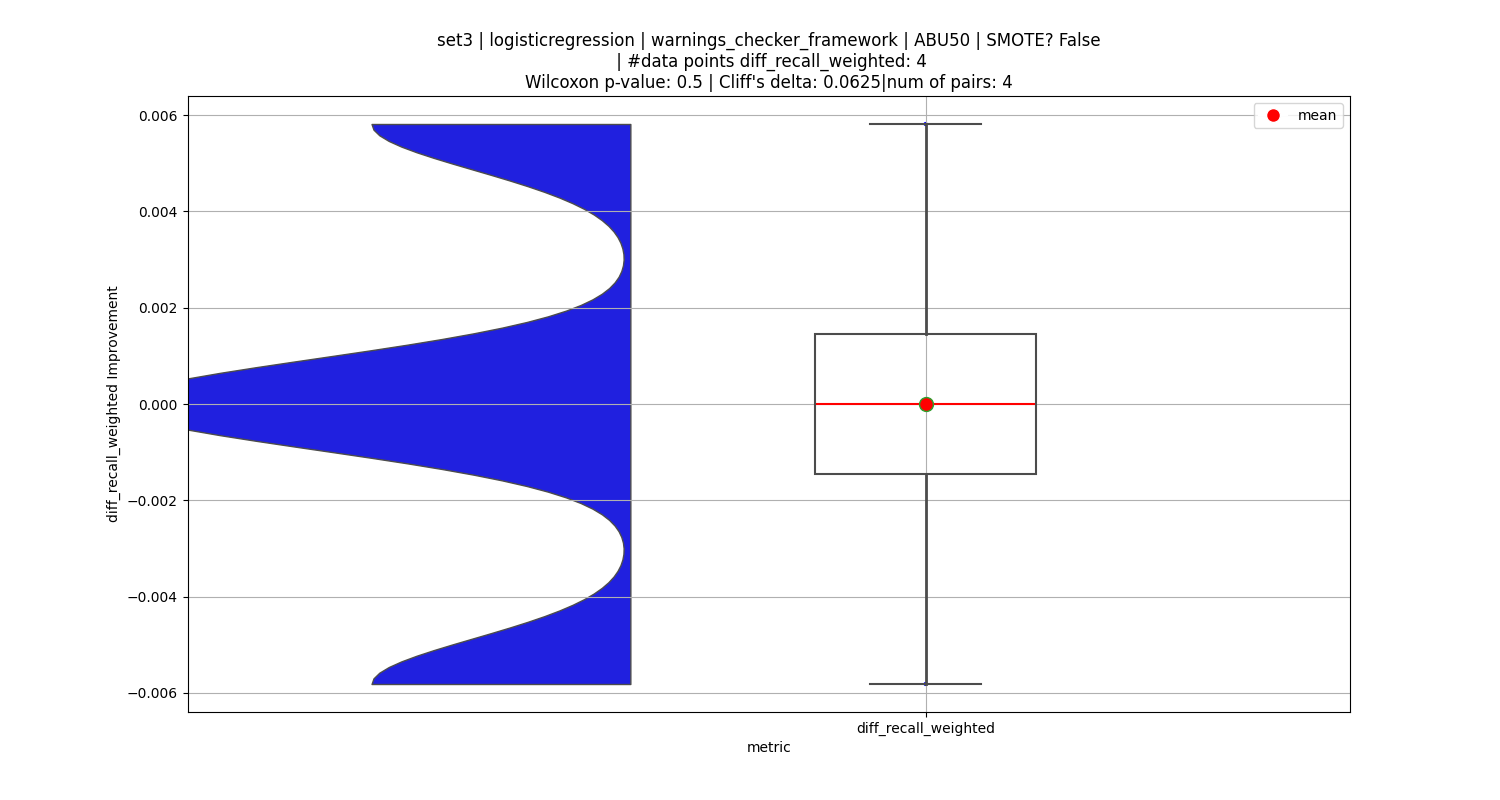 set3 | logisticregression | warnings_checker_framework | ABU50 | SMOTE? False
| #data points diff_recall_weighted: 4
Wilcoxon p-value: 0.5 | Cliff's delta: 0.0625|num of pairs: 4
mean
0.006
0.004
0.002
0.000
−0.002
−0.004
−0.006
diff_recall_weighted Improvement
diff_recall_weighted
metric